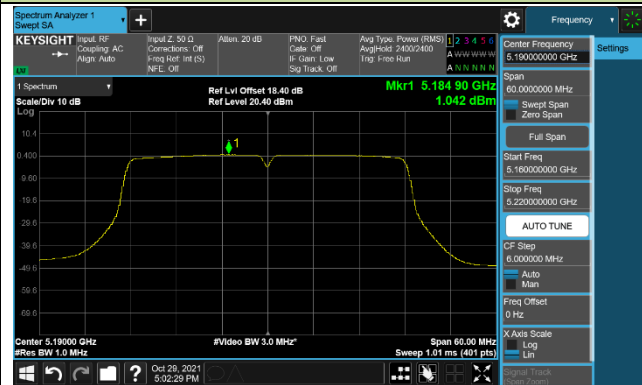 Spectrum Analyzer 1
Swept SA
Frequency
KEYSIGHT Input: RF
Coupling: AC
Align: Auto
Input Z: 50 Ω
Corrections: Off
Freq Ref: Int (S)
NFE: Off
Atten: 20 dB
PNO: Fast
Gate: Off
IF Gain: Low
Sig Track: Off
Avg Type: Power (RMS)
Avg|Hold: 2400/2400
Trig: Free Run
1 2 3 4 5 6
A W W W W W
A N N N N N
LM
1 Spectrum
Scale/Div 10 dB
Log
Ref Lvl Offset 18.40 dB
Ref Level 20.40 dBm
Mkr1 5.184 90 GHz
1.042 dBm
1
10.4
0.400
-9.60
-19.6
-29.6
-39.6
-49.6
-59.6
-69.6
Center 5.19000 GHz
#Res BW 1.0 MHz
#Video BW 3.0 MHz*
Span 60.00 MHz
Sweep 1.01 ms (401 pts)
Oct 29, 2021
5:02:29 PM
Center Frequency
5.190000000 GHz
Settings
Span
60.0000000 MHz
Swept Span
Zero Span
Full Span
Start Freq
5.160000000 GHz
Stop Freq
5.220000000 GHz
AUTO TUNE
CF Step
6.000000 MHz
Auto
Man
Freq Offset
0 Hz
X Axis Scale
Log
Lin
Signal Track
(Span Zoom)